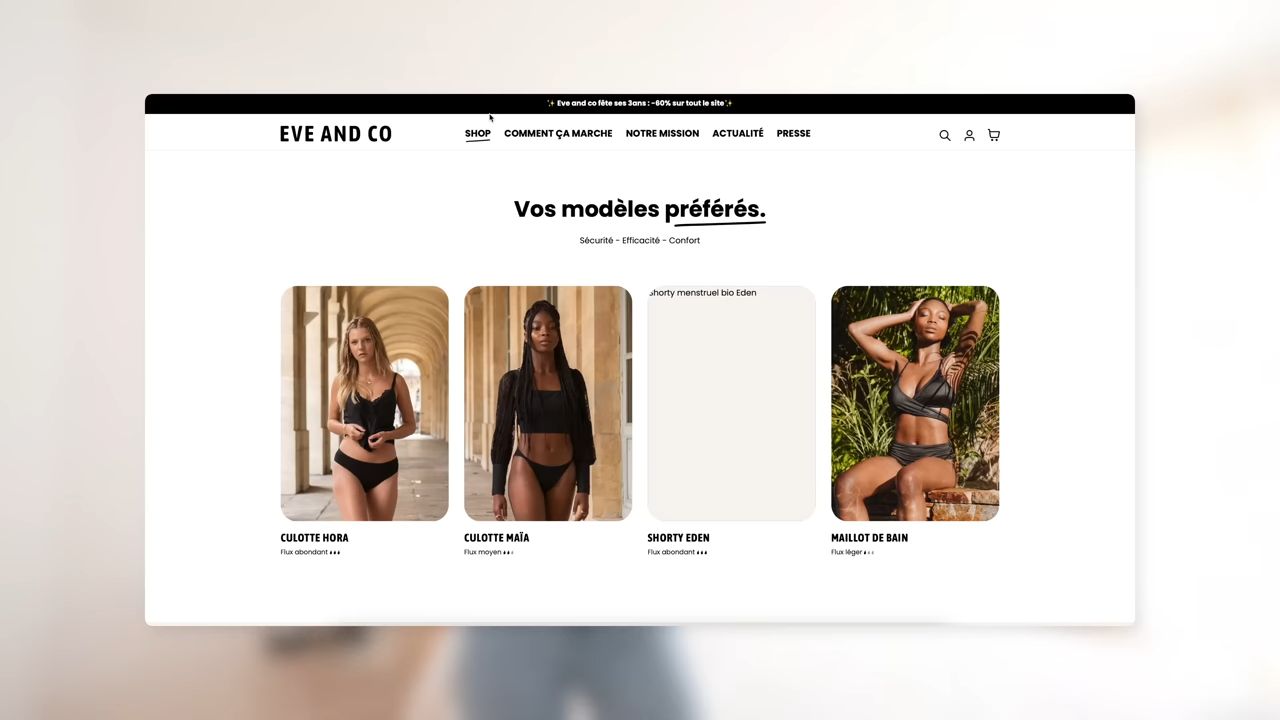 ✨ Eve and co fête ses 3ans : -60% sur tout le site ✨
EVE AND CO
SHOP
COMMENT ÇA MARCHE
NOTRE MISSION
ACTUALITÉ
PRESSE
Vos modèles préférés.
Sécurité - Efficacité - Confort
Shorty menstruel bio Eden
CULOTTE HORA
Flux abondant
CULOTTE MAÏA
Flux moyen
SHORTY EDEN
Flux abondant
MAILLOT DE BAIN
Flux léger